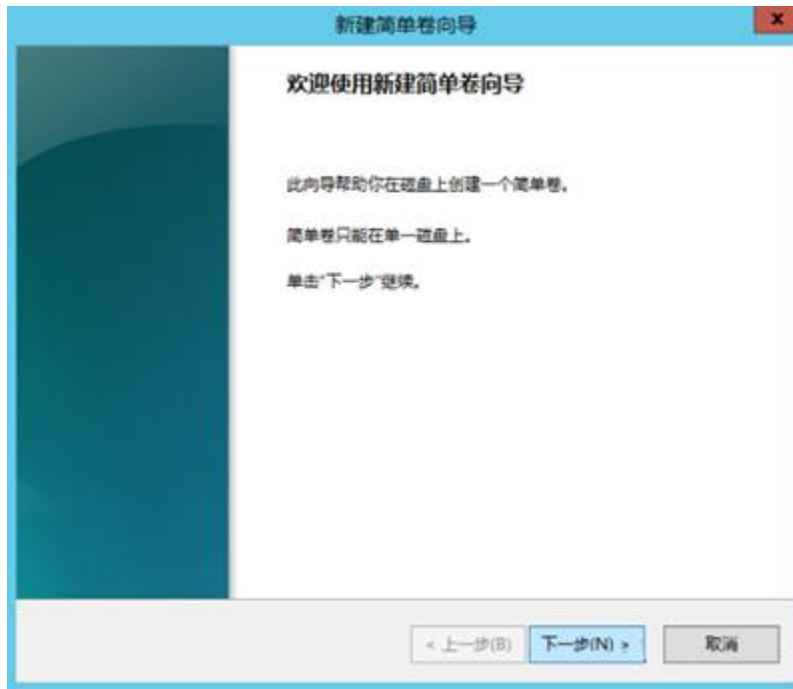 新建简单卷向导
x
欢迎使用新建简单卷向导
此向导帮助你在磁盘上创建一个简单卷。
简单卷只能在单一磁盘上。
单击"下一步"继续。
< 上一步(B) 下一步(N) > 取消